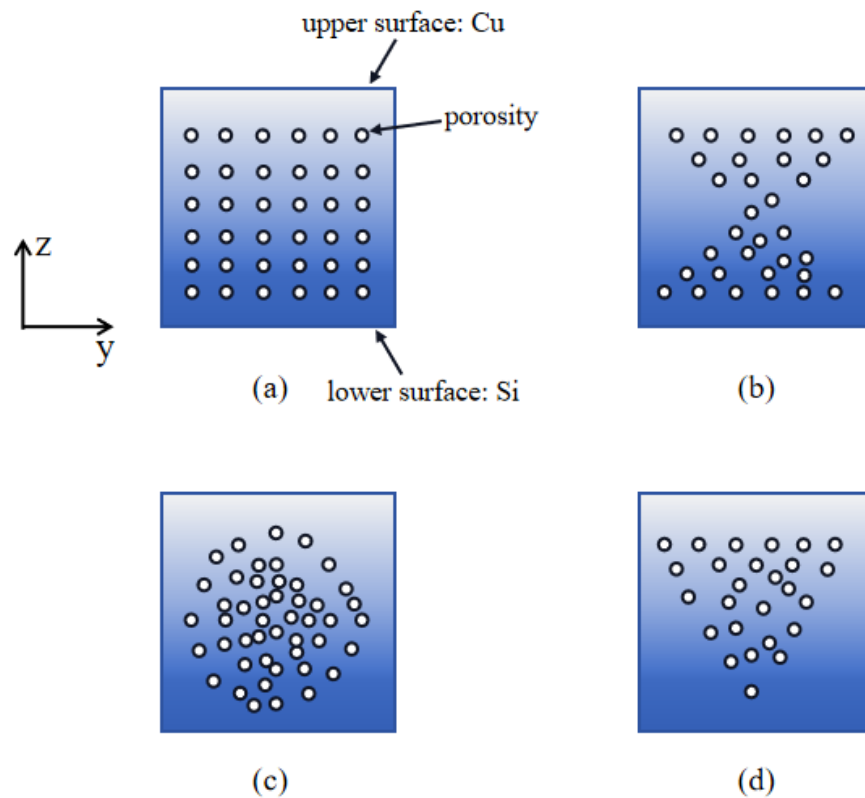 upper surface: Cu
porosity
z
y
(a)
lower surface: Si
(b)
(c)
(d)